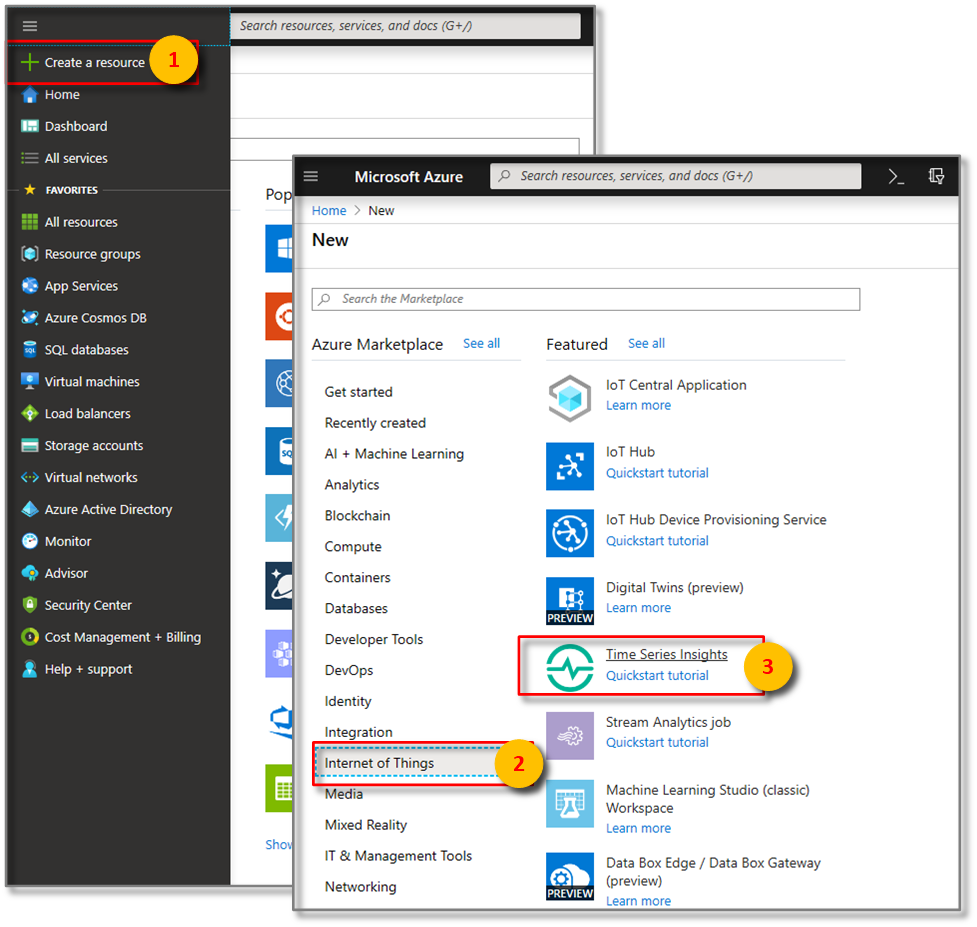 Search resources, services, and docs (G+/)
Create a resource
1
Home
Dashboard
All services
FAVORITES
All resources
Resource groups
App Services
Azure Cosmos DB
SQL databases
Virtual machines
Load balancers
Storage accounts
Virtual networks
Azure Active Directory
Monitor
Advisor
Security Center
Cost Management + Billing
Help + support
Pop
SQ
Show
Microsoft Azure
Search resources, services, and docs (G+/)
Home > New
New
Search the Marketplace
Azure Marketplace See all
Get started
Recently created
AI + Machine Learning
Analytics
Blockchain
Compute
Containers
Databases
Developer Tools
DevOps
Identity
Integration
Internet of Things
2
Media
Mixed Reality
IT & Management Tools
Networking
Featured See all
IoT Central Application
Learn more
IoT Hub
Quickstart tutorial
IoT Hub Device Provisioning Service
Quickstart tutorial
Digital Twins (preview)
Learn more
PREVIEW
Time Series Insights
Quickstart tutorial
3
Stream Analytics job
Quickstart tutorial
Machine Learning Studio (classic)
Workspace
Learn more
Data Box Edge / Data Box Gateway
(preview)
Learn more
PREVIEW